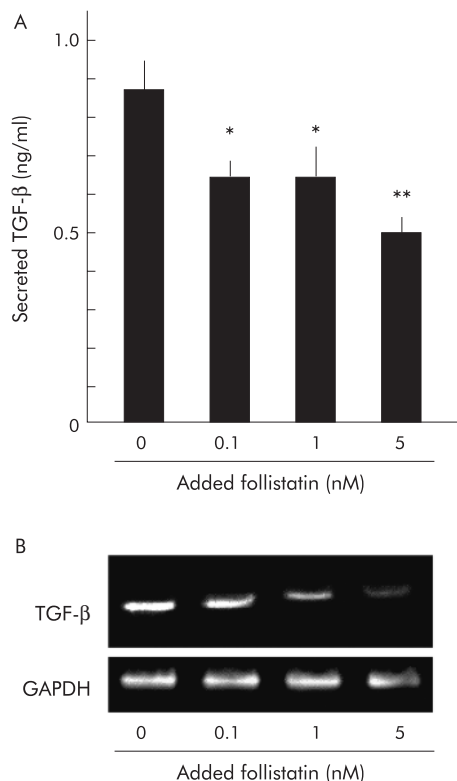 A
Secreted TGF-β (ng/ml)
1.0
0.5
0
*
*
**
0 0.1 1 5
Added follistatin (nM)
B
TGF-β
GAPDH
0 0.1 1 5
Added follistatin (nM)